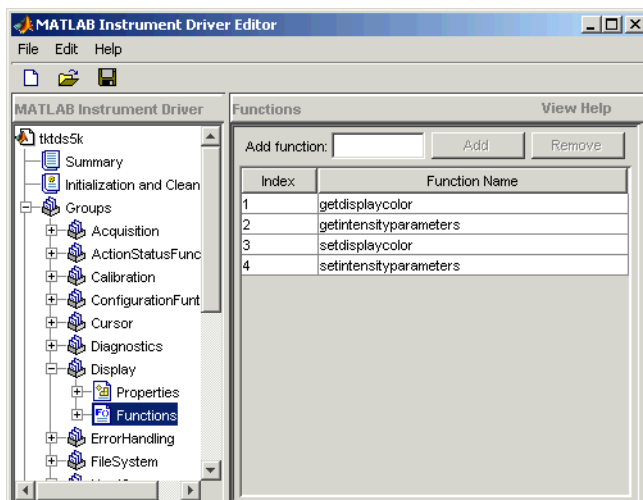 MATLAB Instrument Driver Editor
File Edit Help
MATLAB Instrument Driver
tktds5k
Summary
Initialization and Clean
Groups
Acquisition
ActionStatusFunc
Calibration
ConfigurationFunt
Cursor
Diagnostics
Display
Properties
Functions
ErrorHandling
FileSystem
Functions View Help
Add function: Add Remove
Index Function Name
1 getdisplaycolor
2 getintensityparameters
3 setdisplaycolor
4 setintensityparameters